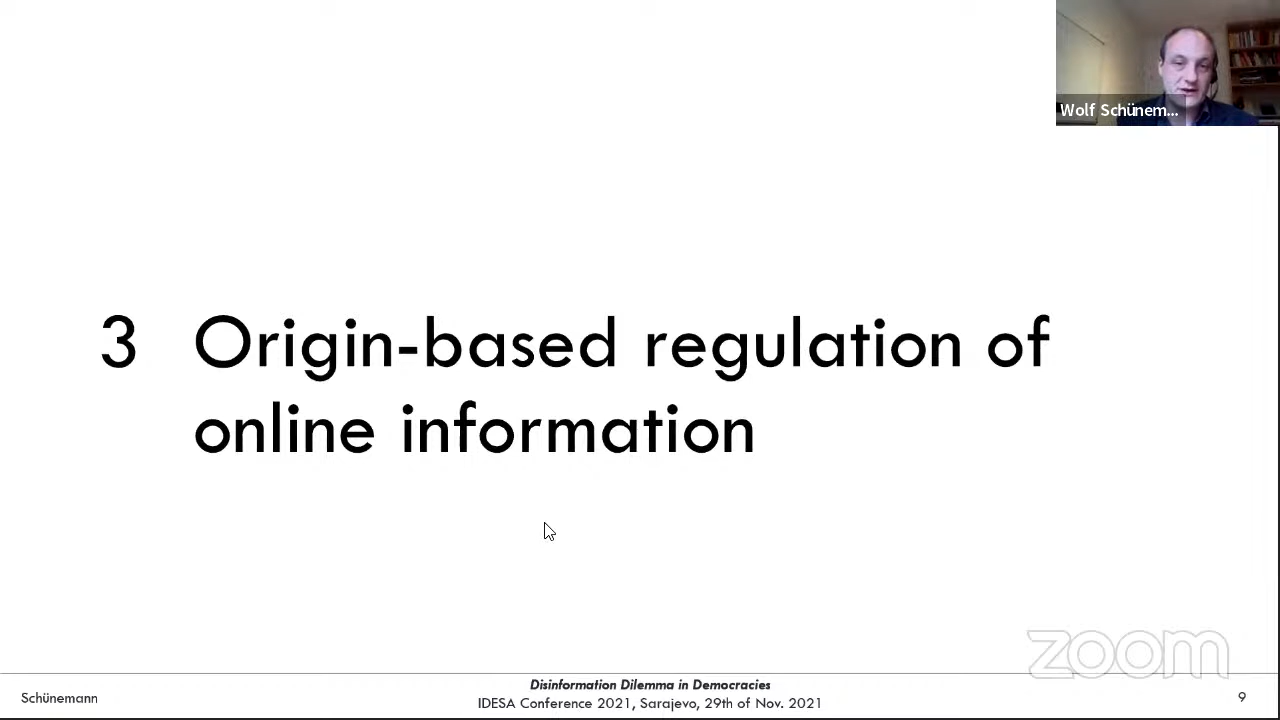 Wolf Schünem...
3 Origin-based regulation of
online information
zoom
Disinformation Dilemma in Democracies
Schünemann
IDESA Conference 2021, Sarajevo, 29th of Nov. 2021
9